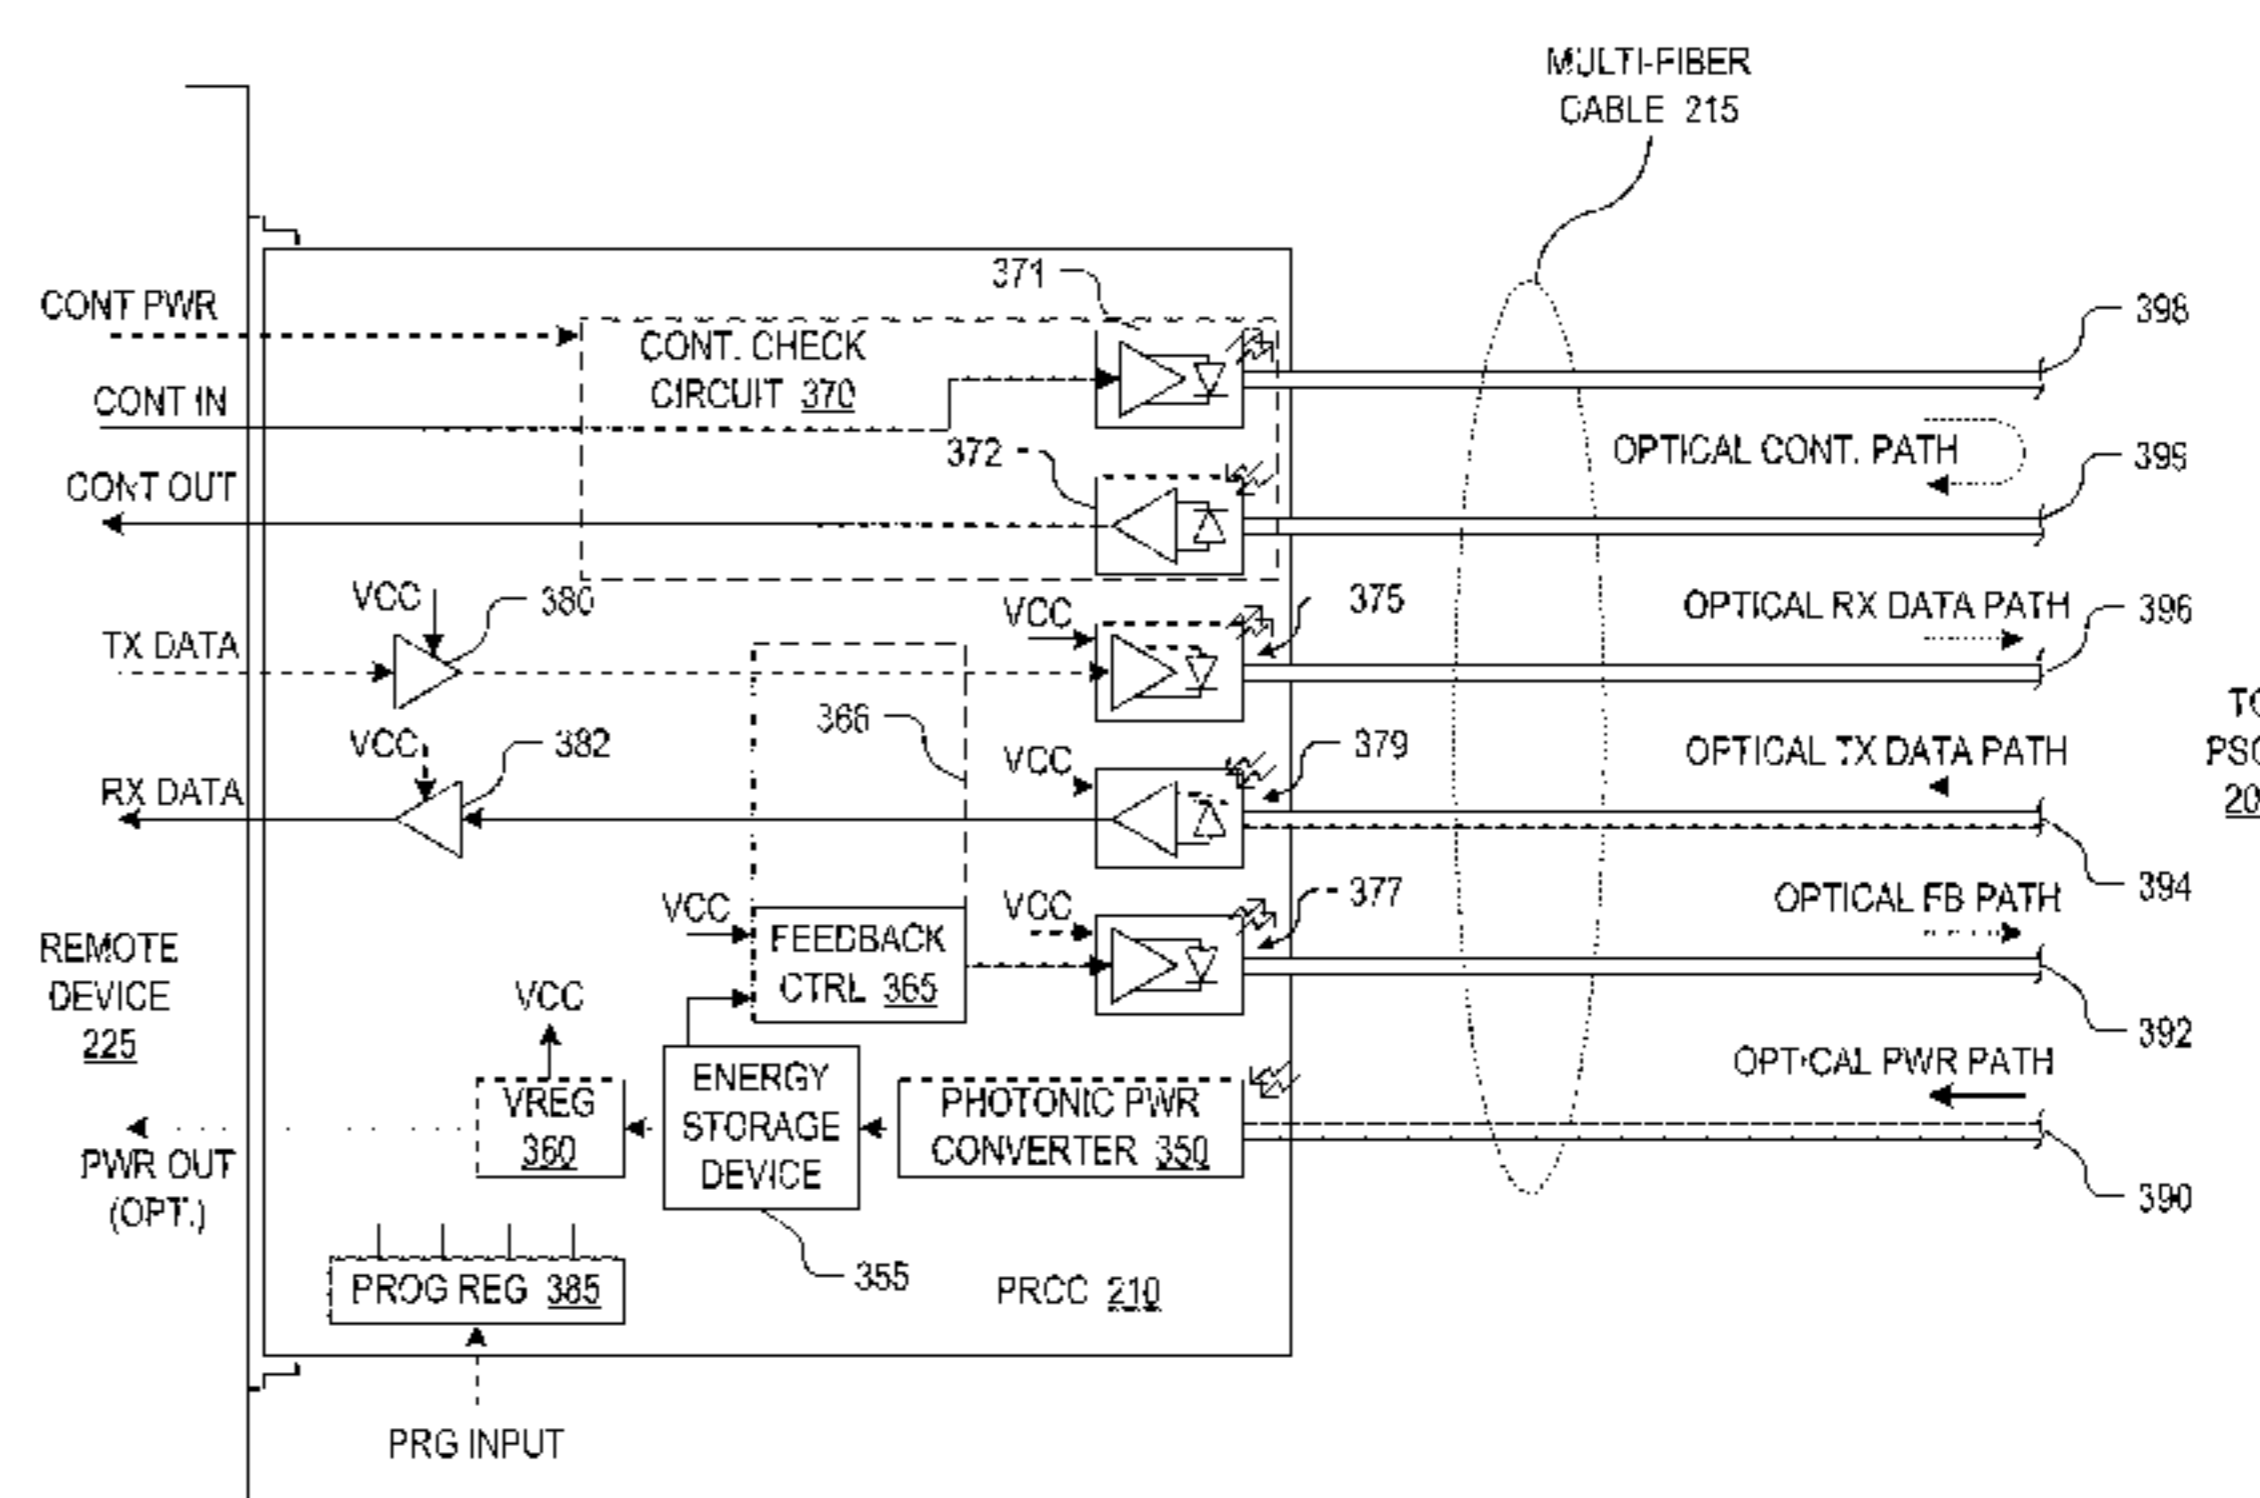 MULTI-FIBER
CABLE 215
371
CONT PWR
398
CONT. CHECK
CIRCUIT 370
CONT IN
372
OPTICAL CONT. PATH
399
CONT OUT
VCC
380
VCC
375
OPTICAL RX DATA PATH
396
TX DATA
366
VCC
382
VCC
379
OPTICAL TX DATA PATH
RX DATA
394
VCC
VCC
377
OPTICAL FB PATH
FEEDBACK
CTRL 365
REMOTE
DEVICE
225
VCC
392
OPTICAL PWR PATH
ENERGY
STORAGE
DEVICE
VREG
360
PHOTONIC PWR
CONVERTER 350
PWR OUT
(OPT.)
390
355
PROG REG 385
PRCC 210
PRG INPUT